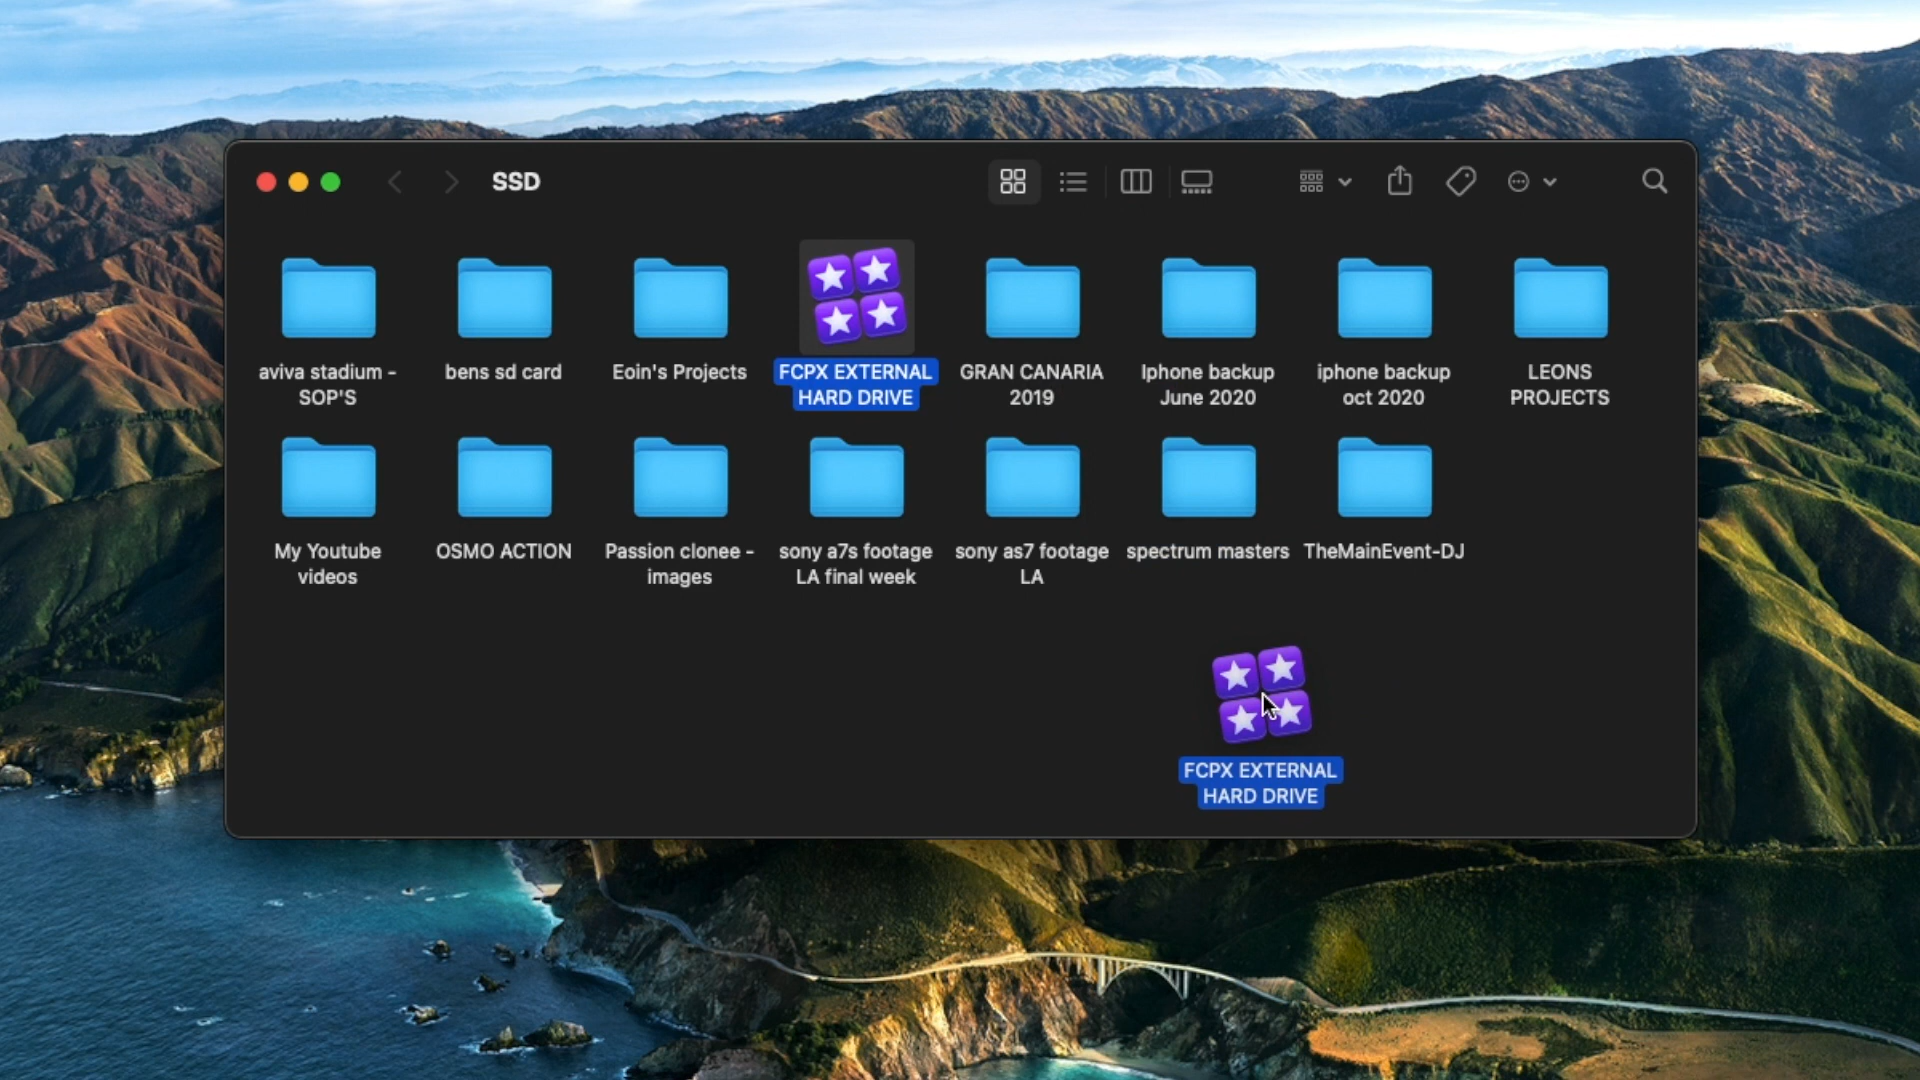 SSD
aviva stadium -
SOP'S
bens sd card
Eoin's Projects
FCPX EXTERNAL
HARD DRIVE
GRAN CANARIA
2019
Iphone backup
June 2020
iphone backup
oct 2020
LEONS
PROJECTS
My Youtube
videos
OSMO ACTION
Passion clonee -
images
sony a7s footage
LA final week
sony as7 footage
LA
spectrum masters
TheMainEvent-DJ
FCPX EXTERNAL
HARD DRIVE